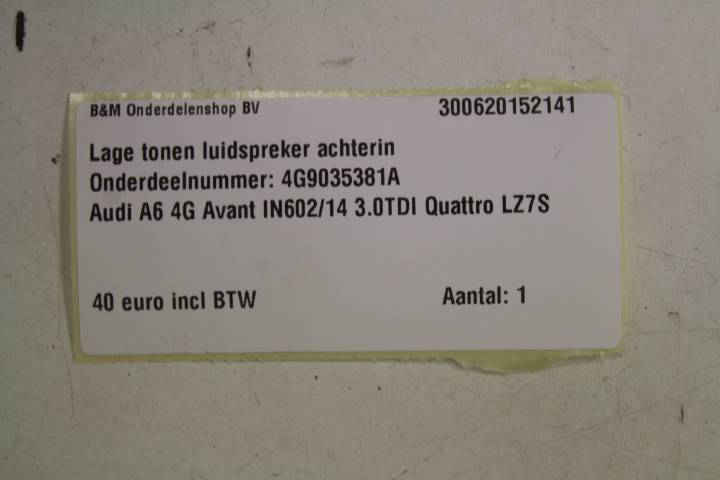 B&M Onderdelenshop BV 300620152141
Lage tonen luidspreker achterin
Onderdeelnummer: 4G9035381A
Audi A6 4G Avant IN602/14 3.0TDI Quattro LZ7S
40 euro incl BTW Aantal: 1